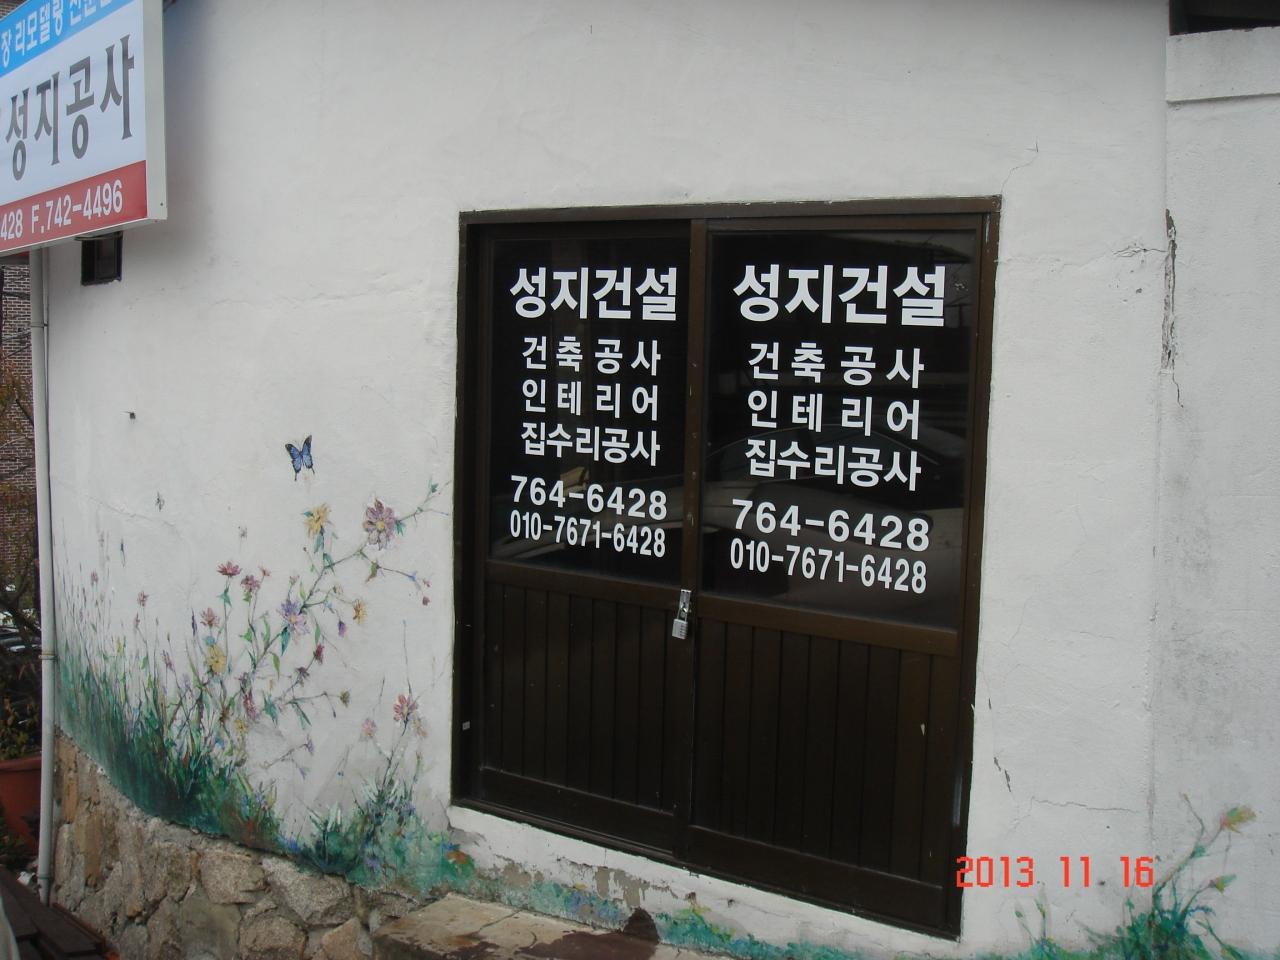 장 리모델링 전문
성지공사
428 F.742-4496
성지건설
건축공사
인테리어
집수리공사
764-6428
010-7671-6428
성지건설
건축공사
인테리어
집수리공사
764-6428
010-7671-6428
2013 11 16